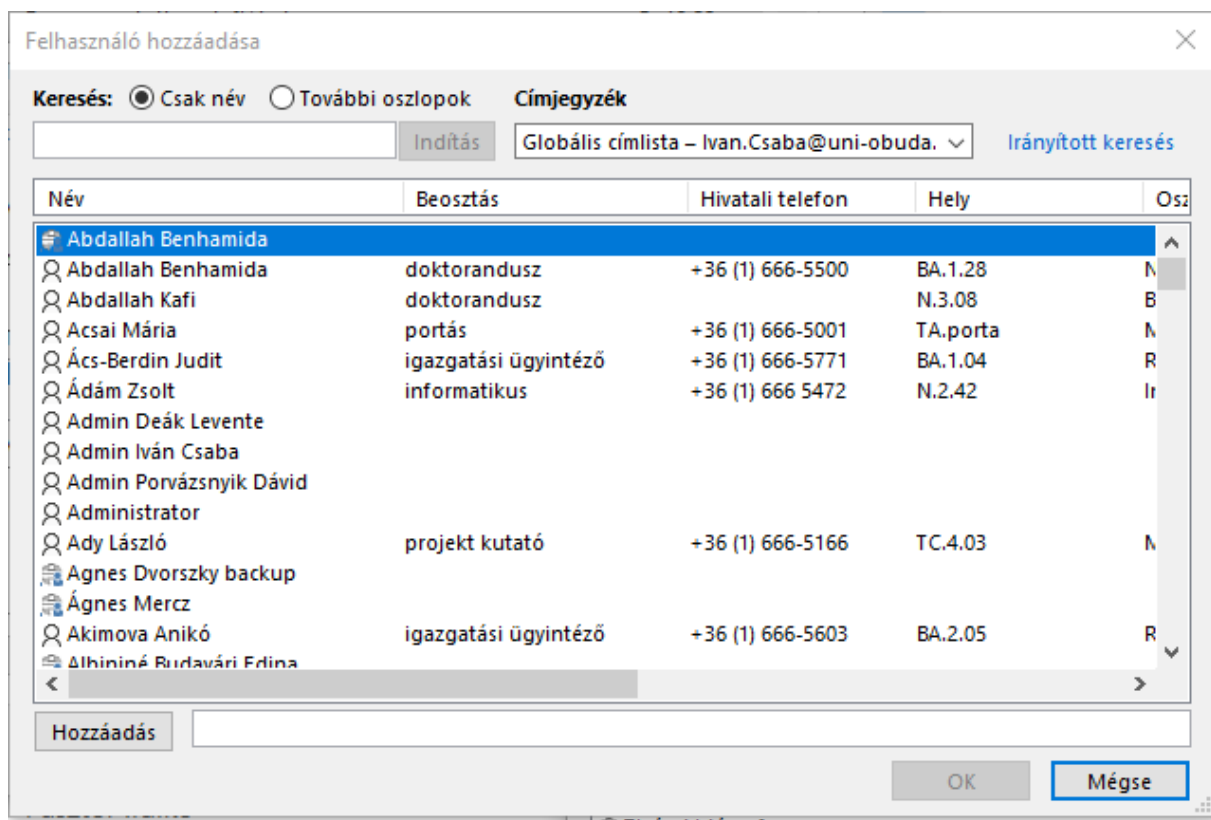 Felhasználó hozzáadása
Keresés: Csak név További oszlopok Címjegyzék
Indítás Globális címlista – Ivan.Csaba@uni-obuda. Irányított keresés
Név Beosztás Hivatali telefon Hely Osz
Abdallah Benhamida
Abdallah Benhamida doktorandusz +36 (1) 666-5500 BA.1.28 N
Abdallah Kafi doktorandusz N.3.08 B
Acsai Mária portás +36 (1) 666-5001 TA.porta M
Ács-Berdin Judit igazgatási ügyintéző +36 (1) 666-5771 BA.1.04 R
Ádám Zsolt informatikus +36 (1) 666 5472 N.2.42 Ir
Admin Deák Levente
Admin Iván Csaba
Admin Porvázsnyik Dávid
Administrator
Ady László projekt kutató +36 (1) 666-5166 TC.4.03 M
Agnes Dvorszky backup
Ágnes Mercz
Akimova Anikó igazgatási ügyintéző +36 (1) 666-5603 BA.2.05 R
Albininé Budavári Edina
Hozzáadás
OK Mégse